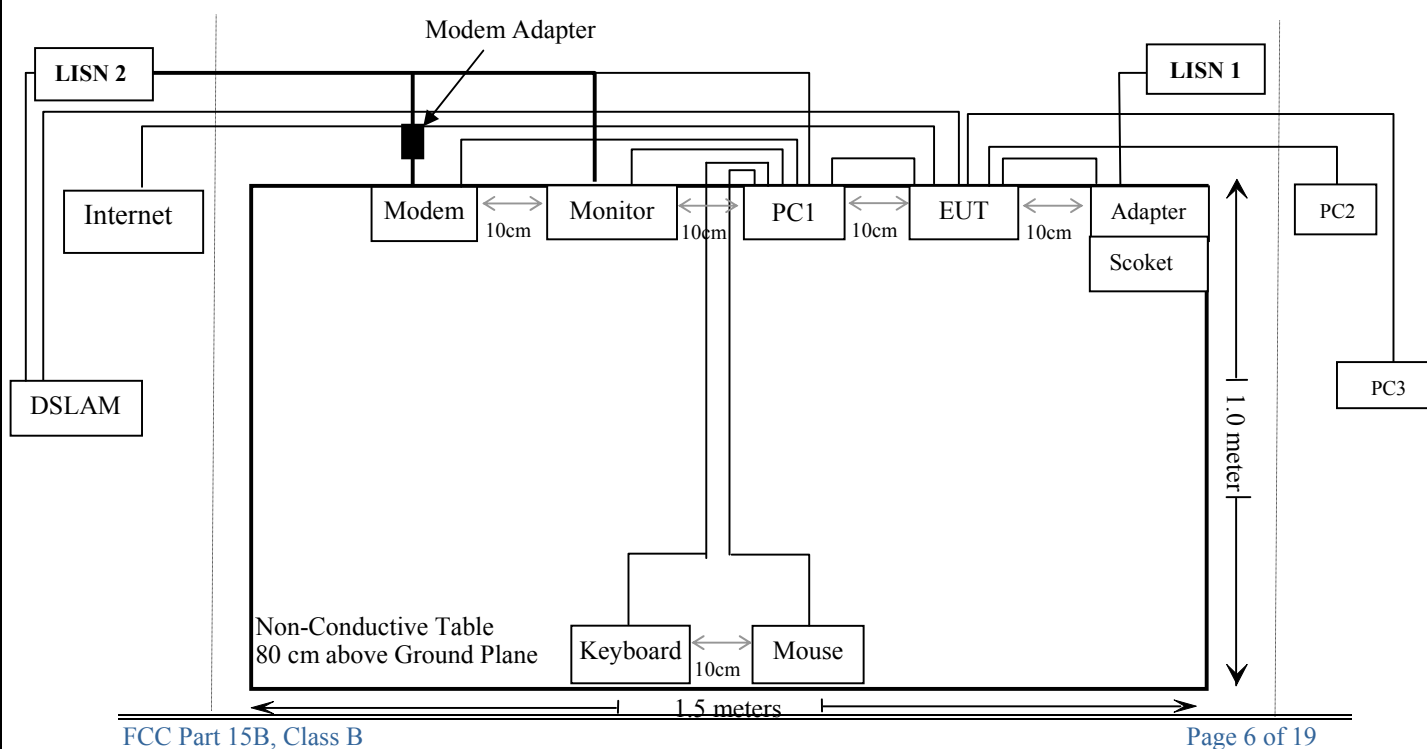 Modem Adapter
LISN 2
LISN 1
Internet
Modem
Monitor
PC1
EUT
Adapter
PC2
10cm
10cm
10cm
10cm
Scoket
DSLAM
PC3
1.0 meter
Non-Conductive Table
80 cm above Ground Plane
Keyboard
10cm
Mouse
1.5 meters
FCC Part 15B, Class B
Page 6 of 19